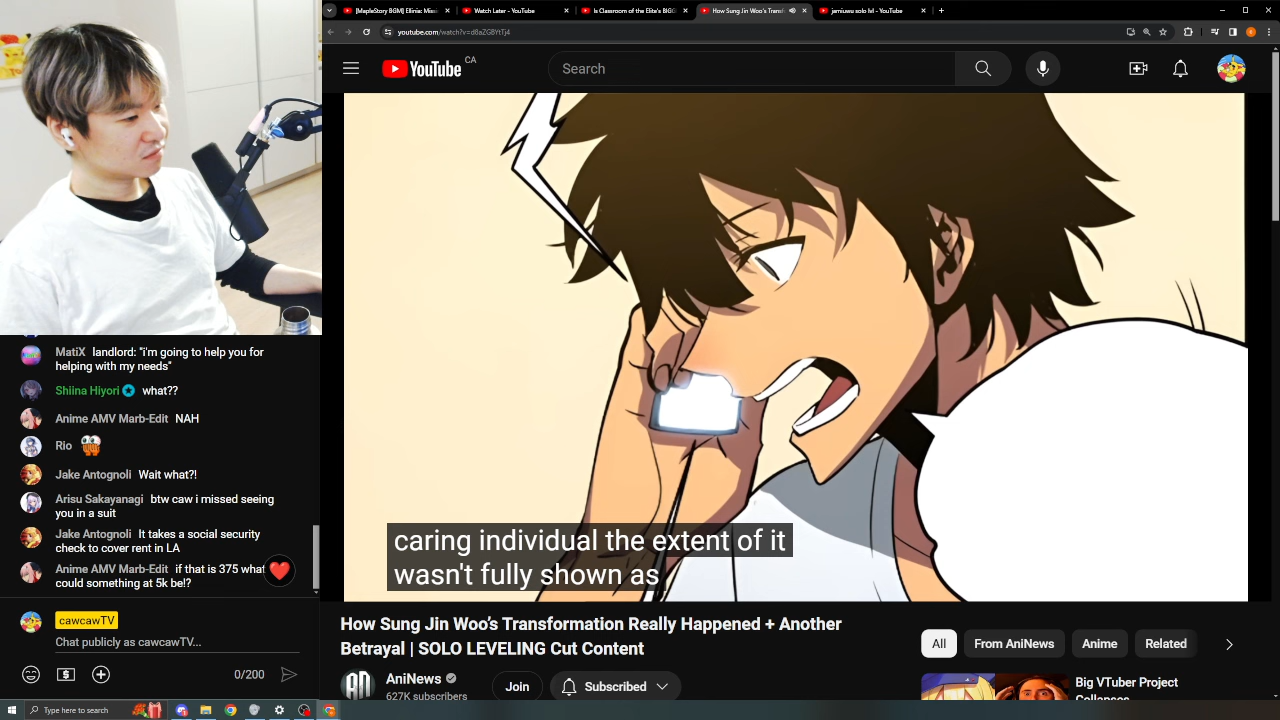 [MapleStory BGM] Ellinia: Missi
Watch Later - YouTube
Is Classroom of the Elite's BIGG
How Sung Jin Woo's Transf
jamiuwu solo lvl - YouTube
youtube.com/watch?v=d8aZGBYtTj4
YouTube CA
Search
caring individual the extent of it
wasn't fully shown as
How Sung Jin Woo's Transformation Really Happened + Another
Betrayal | SOLO LEVELING Cut Content
AniNews
627K subscribers
Join
Subscribed
All
From AniNews
Anime
Related
Big VTuber Project
Collapses
MatiX landlord: "i'm going to help you for
helping with my needs"
Shiina Hiyori what??
Anime AMV Marb-Edit NAH
Rio
Jake Antognoli Wait what?!
Arisu Sakayanagi btw caw i missed seeing
you in a suit
Jake Antognoli It takes a social security
check to cover rent in LA
Anime AMV Marb-Edit if that is 375 what
could something at 5k be!?
cawcawTV
Chat publicly as cawcawTV...
0/200
Type here to search